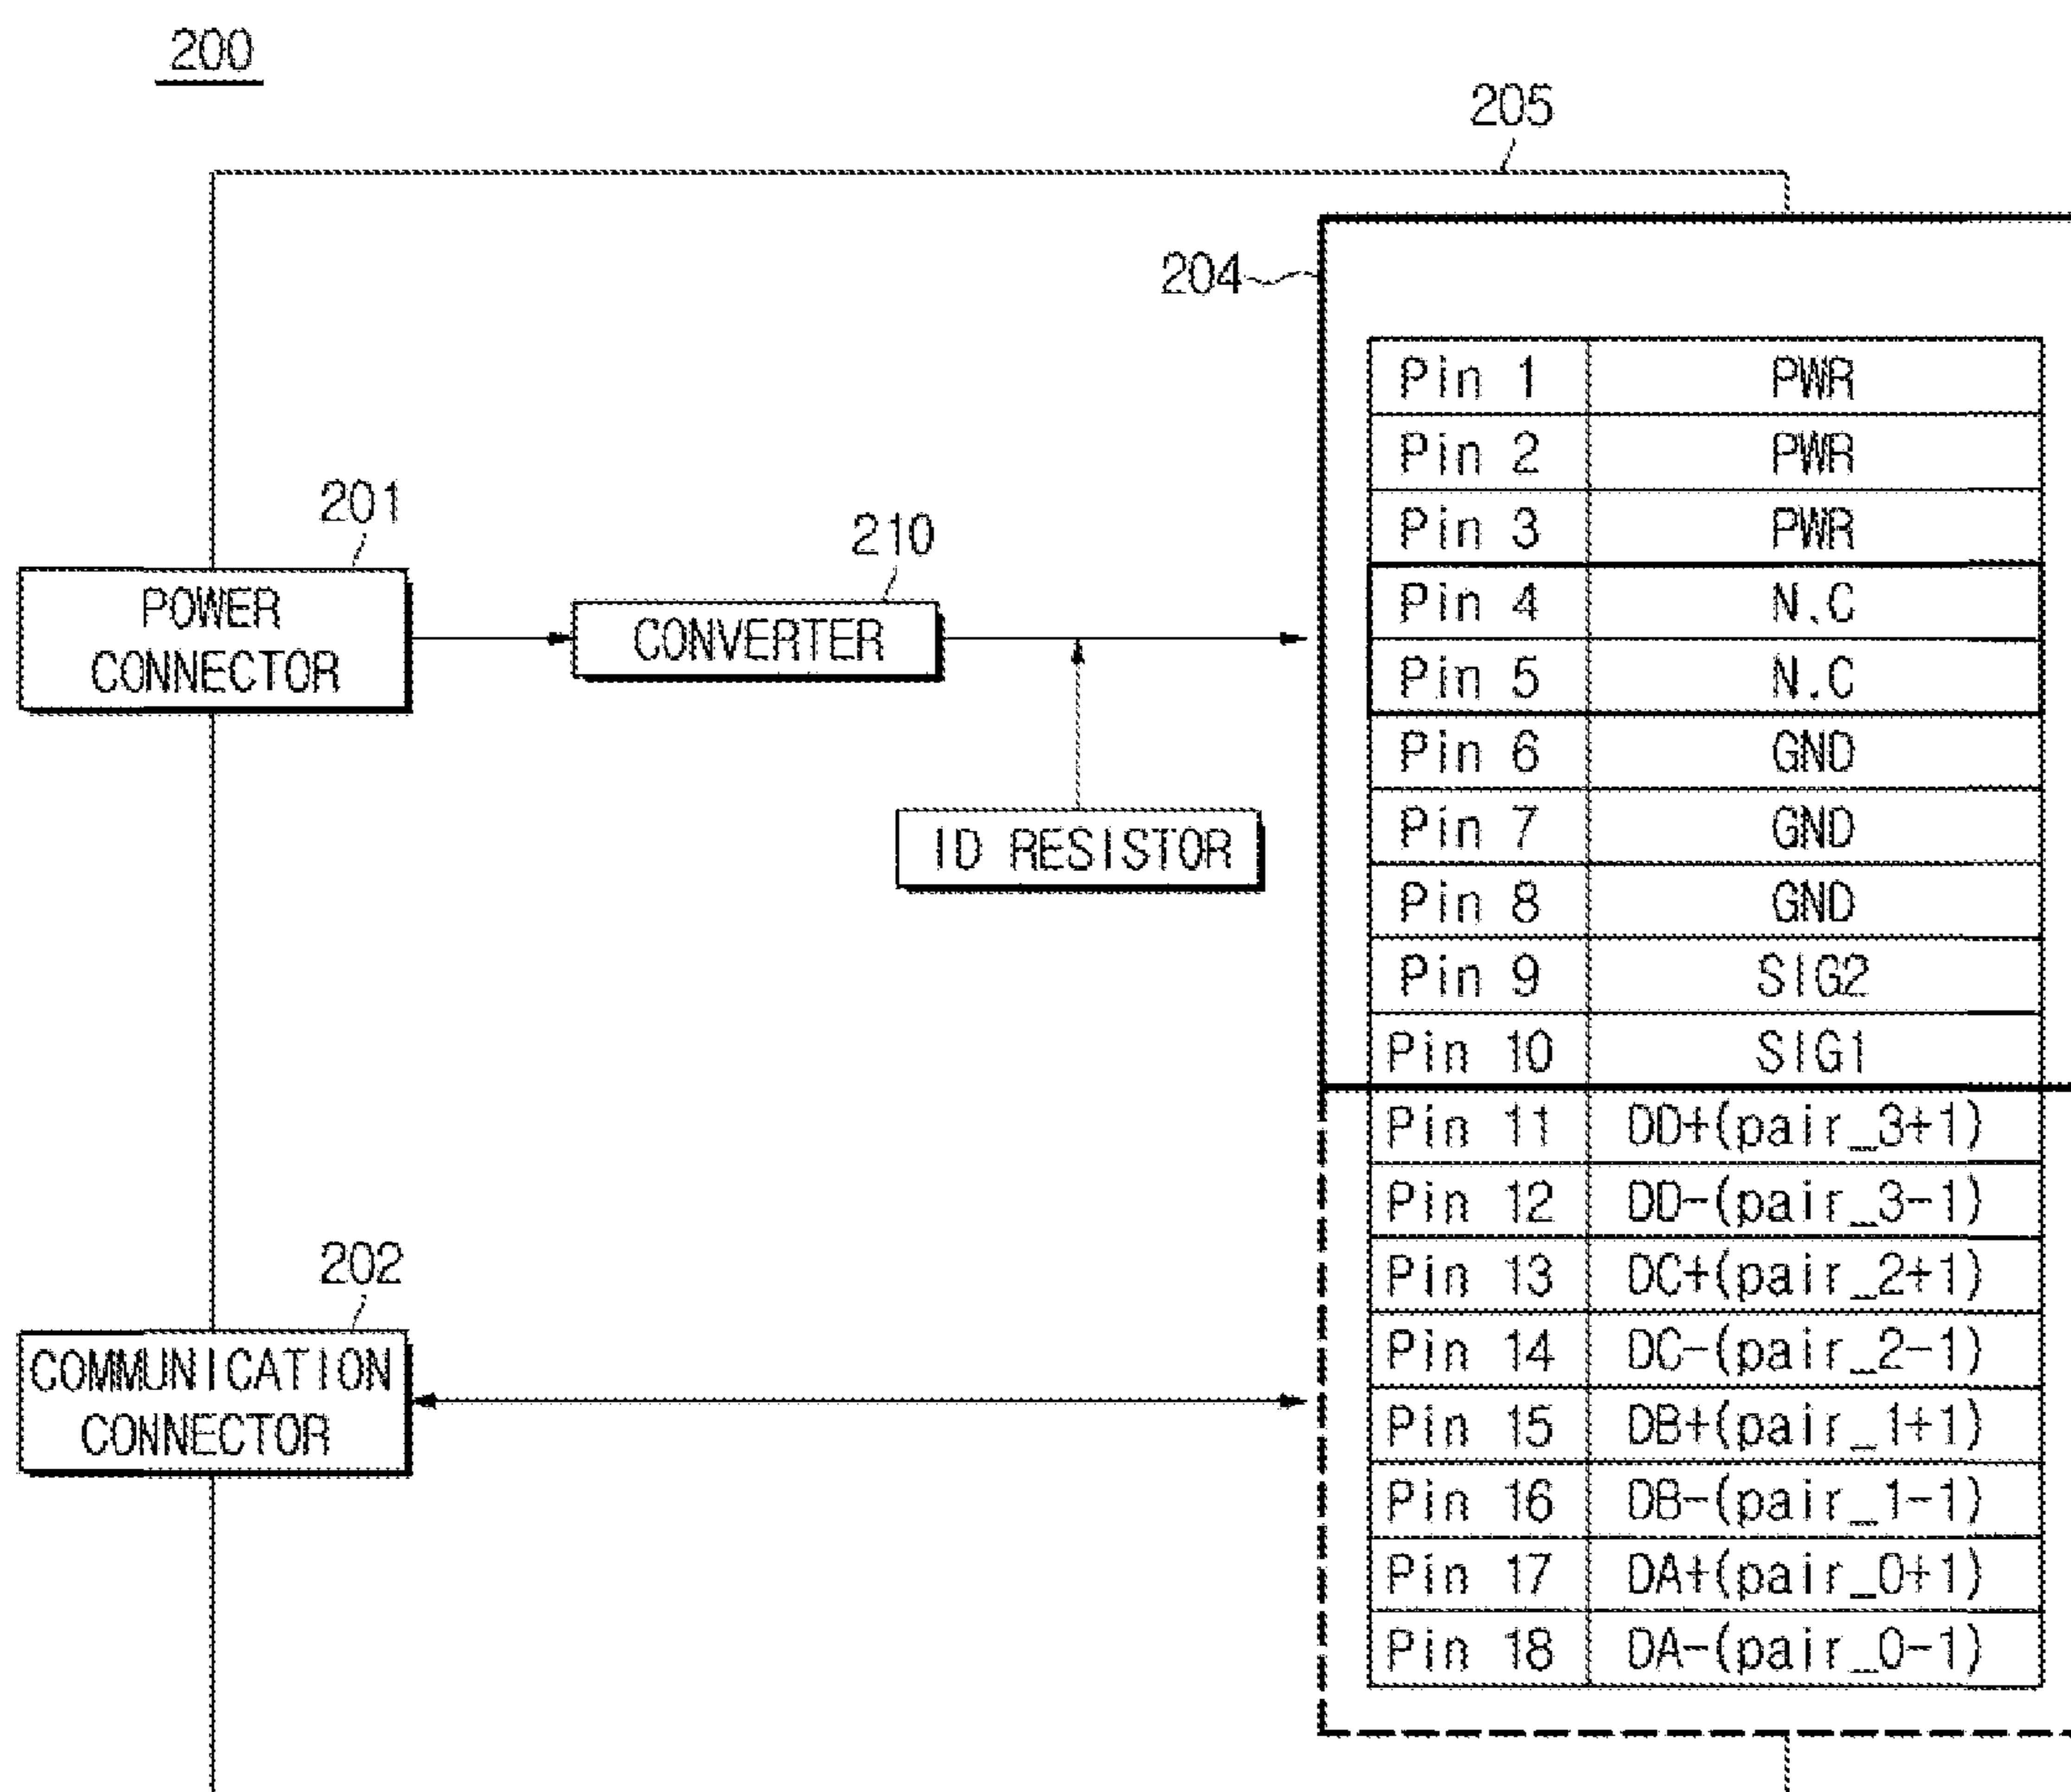 200
205
204
Pin 1 PWR
Pin 2 PWR
Pin 3 PWR
Pin 4 N.C
Pin 5 N.C
Pin 6 GND
Pin 7 GND
Pin 8 GND
Pin 9 SIG2
Pin 10 SIG1
Pin 11 DD+(pair_3+1)
Pin 12 DD-(pair_3-1)
Pin 13 DC+(pair_2+1)
Pin 14 DC-(pair_2-1)
Pin 15 DB+(pair_1+1)
Pin 16 DB-(pair_1-1)
Pin 17 DA+(pair_0+1)
Pin 18 DA-(pair_0-1)
201
POWER
CONNECTOR
210
CONVERTER
ID RESISTOR
202
COMMUNICATION
CONNECTOR